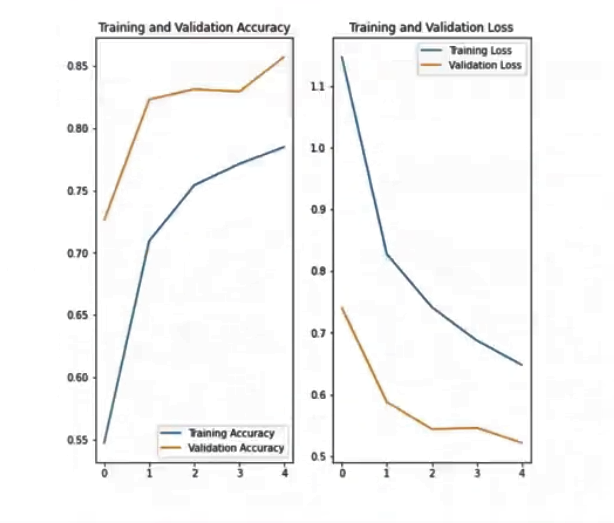 Training and Validation Accuracy
0.85
0.80
0.75
0.70
0.65
0.60
0.55
Training Accuracy
Validation Accuracy
0 1 2 3 4
Training and Validation Loss
Training Loss
Validation Loss
1.1
1.0
0.9
0.8
0.7
0.6
0.5
0 1 2 3 4